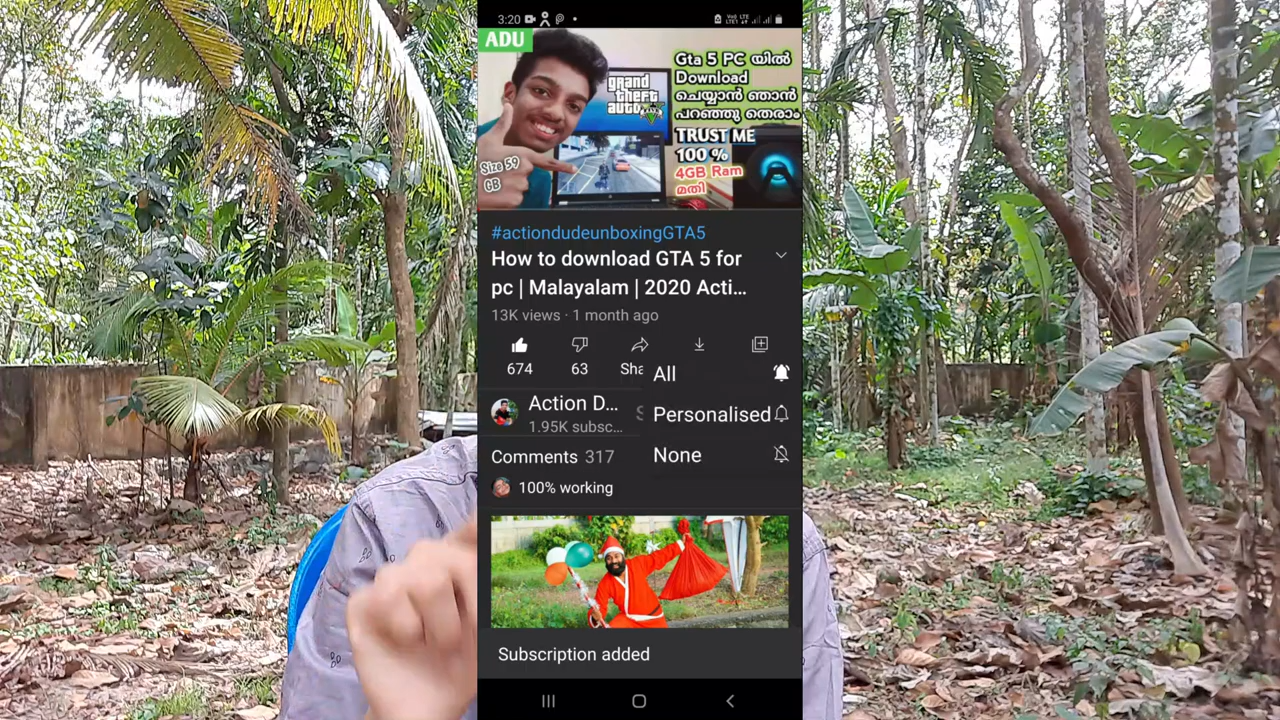 3:20
ADU
grand
theft
auto
Gta 5 PC യിൽ
Download
ചെയ്യാൻ ഞാൻ
പറഞ്ഞു തെരാം
TRUST ME
100 %
4GB Ram
മതി
Size 59
GB
#actiondudeunboxingGTA5
How to download GTA 5 for
pc | Malayalam | 2020 Acti...
13K views · 1 month ago
674 63 Sha
All
Personalised
None
Action D...
1.95K subsc...
Comments 317
100% working
Subscription added